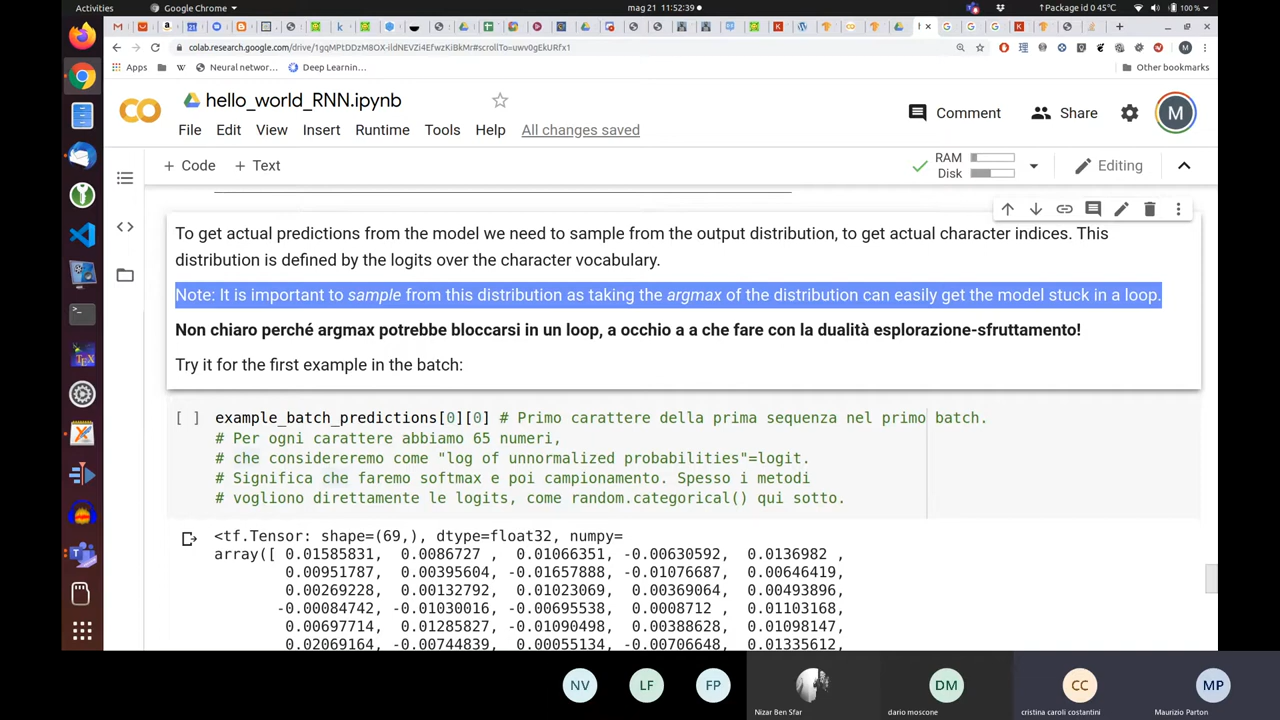 Activities
Google Chrome
mag 21 11:52:39
1 Package id 0 45°C
100 %
colab.research.google.com/drive/1gqMPtDDzM8OX-ildNEVZi4EfwzKiBkMr#scrollTo=uwv0gEkURfx1
Apps
Neural networ...
Deep Learnin...
Other bookmarks
hello_world_RNN.ipynb
Comment
Share
M
File Edit View Insert Runtime Tools Help All changes saved
+ Code + Text
RAM
Disk
Editing
To get actual predictions from the model we need to sample from the output distribution, to get actual character indices. This
distribution is defined by the logits over the character vocabulary.
Note: It is important to sample from this distribution as taking the argmax of the distribution can easily get the model stuck in a loop.
Non chiaro perché argmax potrebbe bloccarsi in un loop, a occhio a a che fare con la dualità esplorazione-sfruttamento!
Try it for the first example in the batch:
[ ] example_batch_predictions[0][0] # Primo carattere della prima sequenza nel primo batch.
# Per ogni carattere abbiamo 65 numeri,
# che considereremo come "log of unnormalized probabilities"=logit.
# Significa che faremo softmax e poi campionamento. Spesso i metodi
# vogliono direttamente le logits, come random.categorical() qui sotto.
<tf.Tensor: shape=(69,), dtype=float32, numpy=
array([ 0.01585831, 0.0086727 , 0.01066351, -0.00630592, 0.0136982 ,
0.00951787, 0.00395604, -0.01657888, -0.01076687, 0.00646419,
0.00269228, 0.00132792, 0.01023069, 0.00369064, 0.00493896,
-0.00084742, -0.01030016, -0.00695538, 0.0008712 , 0.01103168,
0.00697714, 0.01285827, -0.01090498, 0.00388628, 0.01098147,
0.02069164, -0.00744839, 0.00055134, -0.00706648, 0.01335612,
NV
LF
FP
DM
CC
MP
Nizar Ben Sfar
dario moscone
cristina caroli costantini
Maurizio Parton